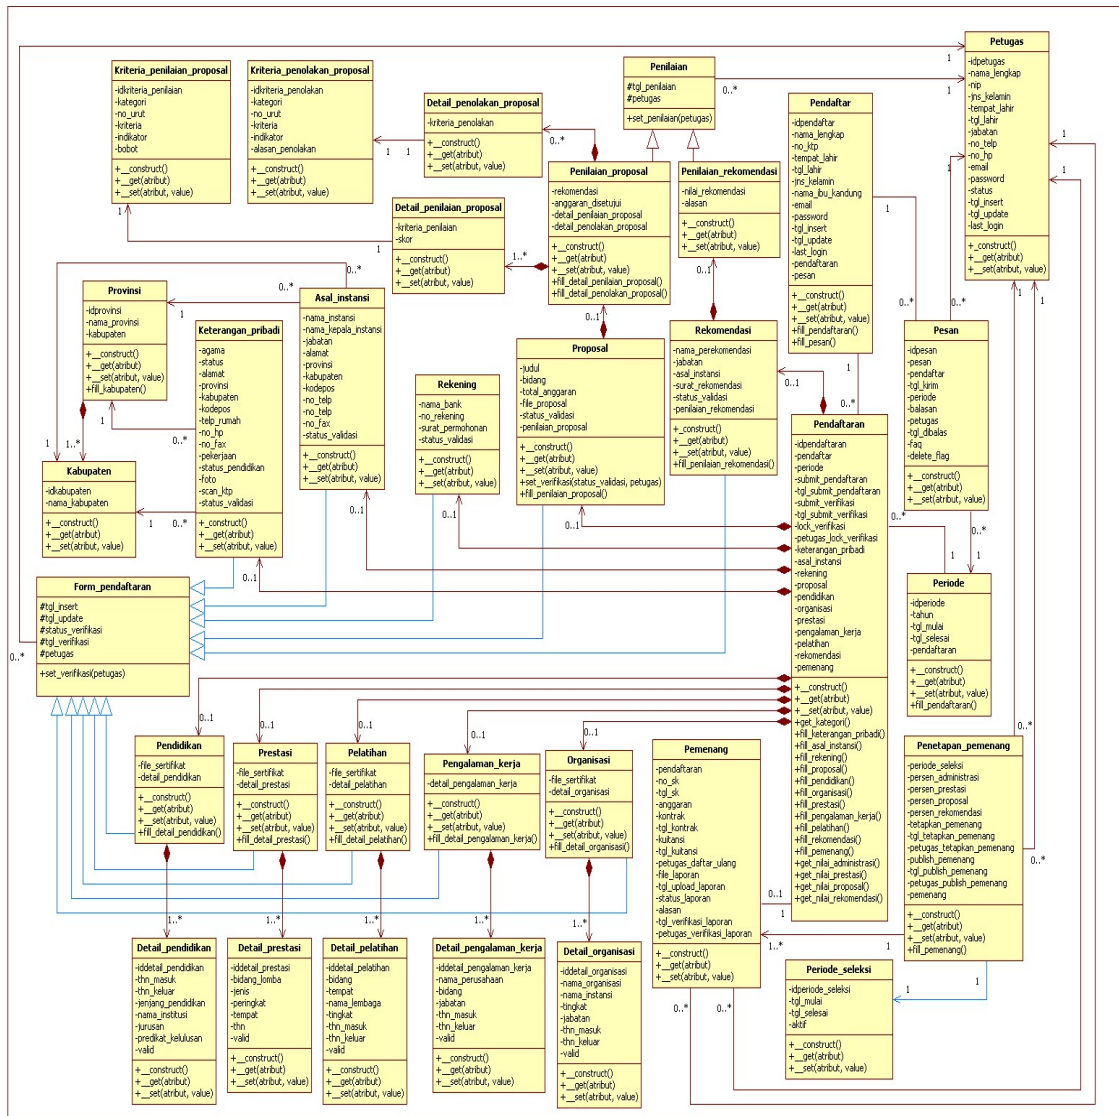 Petugas
-idpetugas
-nama_lengkap
-nip
-jns_kelamin
-tempat_lahir
-tgl_lahir
-jabatan
-no_telp
-no_hp
-email
-password
-status
-tgl_insert
-tgl_update
-last_login
+__construct()
+__get(atribut)
+__set(atribut, value)
Kriteria_penilaian_proposal
-idkriteria_penilaian
-kategori
-no_urut
-kriteria
-indikator
-bobot
+__construct()
+__get(atribut)
+__set(atribut, value)
Kriteria_penolakan_proposal
-idkriteria_penolakan
-kategori
-no_urut
-kriteria
-indikator
-alasan_penolakan
+__construct()
+__get(atribut)
+__set(atribut, value)
Detail_penolakan_proposal
-kriteria_penolakan
+__construct()
+__get(atribut)
+__set(atribut, value)
Penilaian
#tgl_penilaian
#petugas
+set_penilaian(petugas)
Pendaftar
-idpendaftar
-nama_lengkap
-no_ktp
-tempat_lahir
-tgl_lahir
-jns_kelamin
-nama_ibu_kandung
-email
-password
-tgl_insert
-tgl_update
-last_login
-pendaftaran
-pesan
+__construct()
+__get(atribut)
+__set(atribut, value)
+fill_pendaftaran()
+fill_pesan()
Penilaian_proposal
-rekomendasi
-anggaran_disetujui
-detail_penilaian_proposal
-detail_penolakan_proposal
+__construct()
+__get(atribut)
+__set(atribut, value)
+fill_detail_penilaian_proposal()
+fill_detail_penolakan_proposal()
Penilaian_rekomendasi
-nilai_rekomendasi
-alasan
+__construct()
+__get(atribut)
+__set(atribut, value)
Detail_penilaian_proposal
-kriteria_penilaian
-skor
+__construct()
+__get(atribut)
+__set(atribut, value)
Provinsi
-idprovinsi
-nama_provinsi
-kabupaten
+__construct()
+__get(atribut)
+__set(atribut, value)
+fill_kabupaten()
Asal_instansi
-nama_instansi
-nama_kepala_instansi
-jabatan
-alamat
-provinsi
-kabupaten
-kodepos
-no_telp
-no_telp
-no_fax
-status_validasi
+__construct()
+__get(atribut)
+__set(atribut, value)
Keterangan_pribadi
-agama
-status
-alamat
-provinsi
-kabupaten
-kodepos
-telp_rumah
-no_hp
-no_fax
-pekerjaan
-status_pendidikan
-foto
-scan_ktp
-status_validasi
+__construct()
+__get(atribut)
+__set(atribut, value)
Kabupaten
-idkabupaten
-nama_kabupaten
+__construct()
+__get(atribut)
+__set(atribut, value)
Rekening
-nama_bank
-no_rekening
-surat_permohonan
-status_validasi
+__construct()
+__get(atribut)
+__set(atribut, value)
Proposal
-judul
-bidang
-total_anggaran
-file_proposal
-status_validasi
-penilaian_proposal
+__construct()
+__get(atribut)
+__set(atribut, value)
+set_verifikasi(status_validasi, petugas)
+fill_penilaian_proposal()
Rekomendasi
-nama_perekomendasi
-jabatan
-asal_instansi
-surat_rekomendasi
-status_validasi
-penilaian_rekomendasi
+__construct()
+__get(atribut)
+__set(atribut, value)
+fill_penilaian_rekomendasi()
Pesan
-idpesan
-pesan
-pendaftar
-tgl_kirim
-periode
-balasan
-petugas
-tgl_dibalas
-faq
-delete_flag
+__construct()
+__get(atribut)
+__set(atribut, value)
Pendaftaran
-idpendaftaran
-pendaftar
-periode
-submit_pendaftaran
-tgl_submit_pendaftaran
-submit_verifikasi
-tgl_submit_verifikasi
-lock_verifikasi
-petugas_lock_verifikasi
-keterangan_pribadi
-asal_instansi
-rekening
-proposal
-pendidikan
-organisasi
-prestasi
-pengalaman_kerja
-pelatihan
-rekomendasi
-pemenang
+__construct()
+__get(atribut)
+__set(atribut, value)
+get_kategori()
+fill_keterangan_pribadi()
+fill_asal_instansi()
+fill_rekening()
+fill_proposal()
+fill_pendidikan()
+fill_organisasi()
+fill_prestasi()
+fill_pengalaman_kerja()
+fill_pelatihan()
+fill_rekomendasi()
+fill_pemenang()
+get_nilai_administrasi()
+get_nilai_prestasi()
+get_nilai_proposal()
+get_nilai_rekomendasi()
Form_pendaftaran
#tgl_insert
#tgl_update
#status_verifikasi
#tgl_verifikasi
#petugas
+set_verifikasi(petugas)
Periode
-idperiode
-tahun
-tgl_mulai
-tgl_selesai
-pendaftaran
+__construct()
+__get(atribut)
+__set(atribut, value)
+fill_pendaftaran()
Pendidikan
-file_sertifikat
-detail_pendidikan
+__construct()
+__get(atribut)
+__set(atribut, value)
+fill_detail_pendidikan()
Prestasi
-file_sertifikat
-detail_prestasi
+__construct()
+__get(atribut)
+__set(atribut, value)
+fill_detail_prestasi()
Pelatihan
-file_sertifikat
-detail_pelatihan
+__construct()
+__get(atribut)
+__set(atribut, value)
+fill_detail_pelatihan()
Pengalaman_kerja
-detail_pengalaman_kerja
+__construct()
+__get(atribut)
+__set(atribut, value)
+fill_detail_pengalaman_kerja()
Organisasi
-file_sertifikat
-detail_organisasi
+__construct()
+__get(atribut)
+__set(atribut, value)
+fill_detail_organisasi()
Pemenang
-pendaftaran
-no_sk
-tgl_sk
-anggaran
-kontrak
-tgl_kontrak
-kuitansi
-tgl_kuitansi
-petugas_daftar_ulang
-file_laporan
-tgl_upload_laporan
-status_laporan
-alasan
-tgl_verifikasi_laporan
-petugas_verifikasi_laporan
+__construct()
+__get(atribut)
+__set(atribut, value)
Penetapan_pemenang
-periode_seleksi
-persen_administrasi
-persen_prestasi
-persen_proposal
-persen_rekomendasi
-tetapkan_pemenang
-tgl_tetapkan_pemenang
-petugas_tetapkan_pemenang
-publish_pemenang
-tgl_publish_pemenang
-petugas_publish_pemenang
-pemenang
+__construct()
+__get(atribut)
+__set(atribut, value)
+fill_pemenang()
Detail_pendidikan
-iddetail_pendidikan
-thn_masuk
-thn_keluar
-jenjang_pendidikan
-nama_institusi
-jurusan
-predikat_kelulusan
-valid
+__construct()
+__get(atribut)
+__set(atribut, value)
Detail_prestasi
-iddetail_prestasi
-bidang_lomba
-jenis
-peringkat
-tempat
-thn
-valid
+__construct()
+__get(atribut)
+__set(atribut, value)
Detail_pelatihan
-iddetail_pelatihan
-bidang
-tempat
-nama_lembaga
-tingkat
-thn_masuk
-thn_keluar
-valid
+__construct()
+__get(atribut)
+__set(atribut, value)
Detail_pengalaman_kerja
-iddetail_pengalaman_kerja
-nama_perusahaan
-bidang
-jabatan
-thn_masuk
-thn_keluar
-valid
+__construct()
+__get(atribut)
+__set(atribut, value)
Detail_organisasi
-iddetail_organisasi
-nama_organisasi
-nama_instansi
-tingkat
-jabatan
-thn_masuk
-thn_keluar
-valid
+__construct()
+__get(atribut)
+__set(atribut, value)
Periode_seleksi
-idperiode_seleksi
-tgl_mulai
-tgl_selesai
-aktif
+__construct()
+__get(atribut)
+__set(atribut, value)